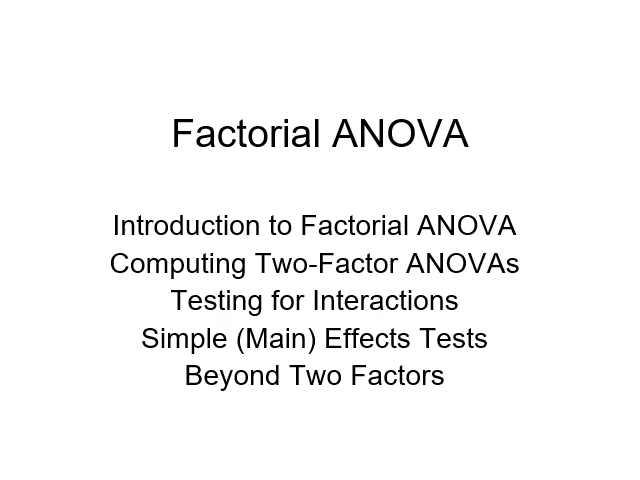 Factorial ANOVA
Introduction to Factorial ANOVA
Computing Two-Factor ANOVAs
Testing for Interactions
Simple (Main) Effects Tests
Beyond Two Factors